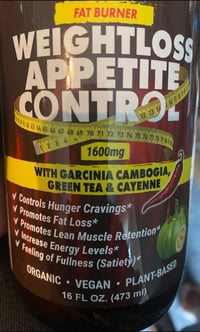 FAT BURNER
WEIGHTLOSS
APPETITE
CONTROL
1600mg
WITH GARCINIA CAMBOGIA,
GREEN TEA & CAYENNE
✓ Controls Hunger Cravings*
✓ Promotes Fat Loss*
✓ Promotes Lean Muscle Retention*
✓ Increase Energy Levels*
✓ Feeling of Fullness (Satiety)*
ORGANIC • VEGAN • PLANT-BASED
16 FL OZ. (473 ml)